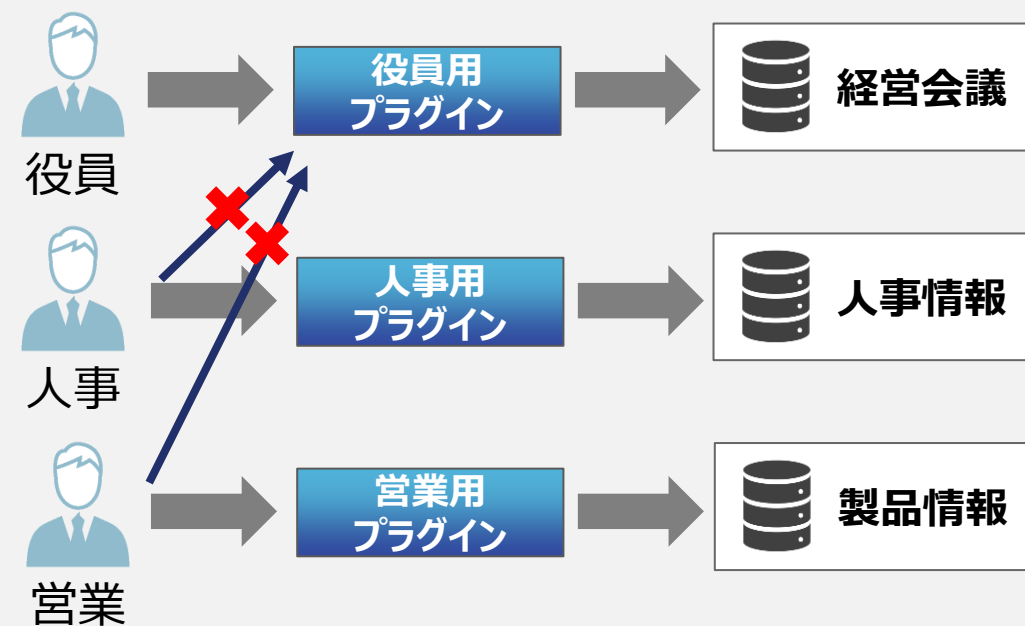 役員
役員用
プラグイン
経営会議
人事
人事用
プラグイン
人事情報
営業
営業用
プラグイン
製品情報